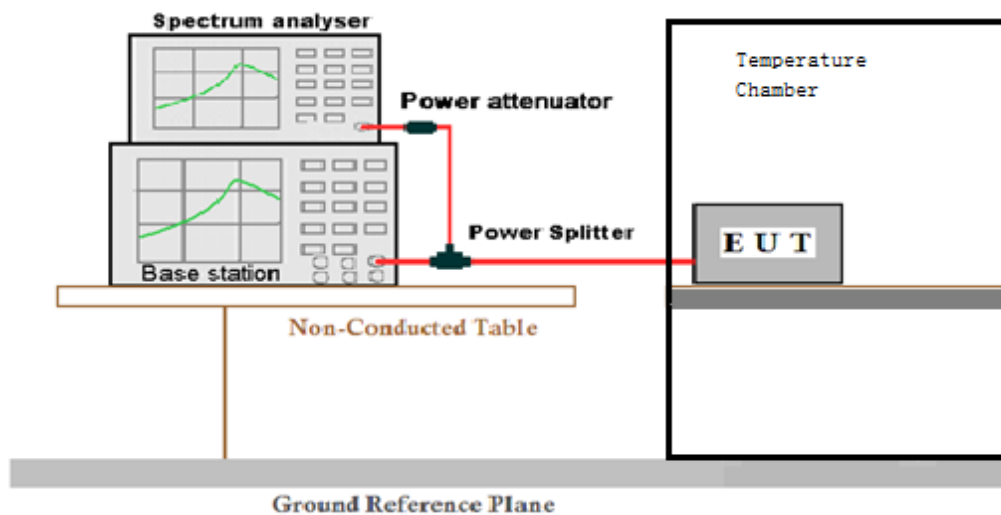 Spectrum analyser
Temperature
Chamber
Power attenuator
Power Splitter
E U T
Base station
Non-Conducted Table
Ground Reference Plane